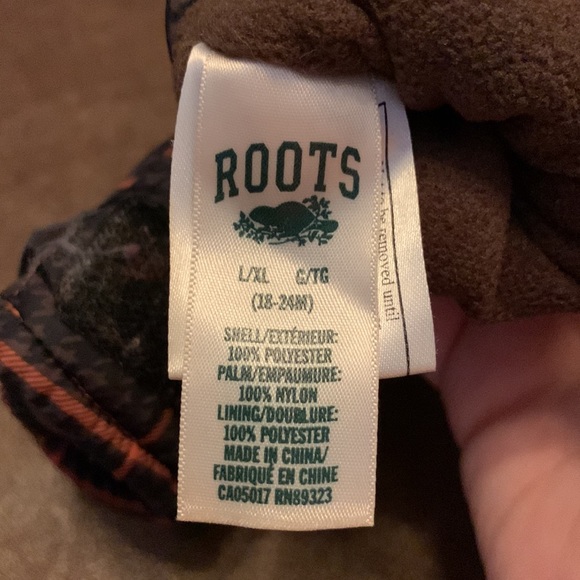 ROOTS
L/XL G/TG
(18-24M)
SHELL/EXTÉRIEUR:
100% POLYESTER
PALM/EMPAUMURE:
100% NYLON
LINING/DOUBLURE:
100% POLYESTER
MADE IN CHINA/
FABRIQUÉ EN CHINE
CA05017 RN89323
to be removed until